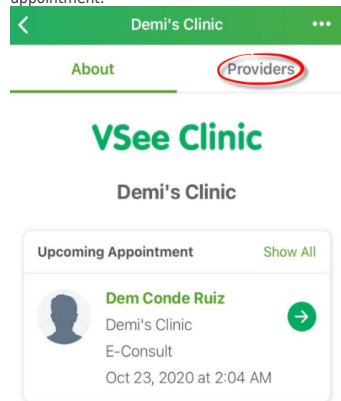 appointment.
Demi's Clinic
About Providers
VSee Clinic
Demi's Clinic
Upcoming Appointment Show All
Dem Conde Ruiz
Demi's Clinic
E-Consult
Oct 23, 2020 at 2:04 AM